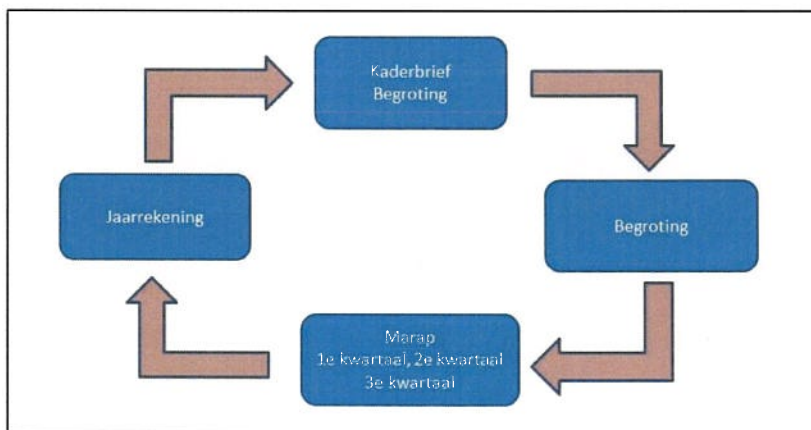 Kaderbrief
Begroting
Jaarrekening
Begroting
Marap
1e kwartaal, 2e kwartaal
3e kwartaal